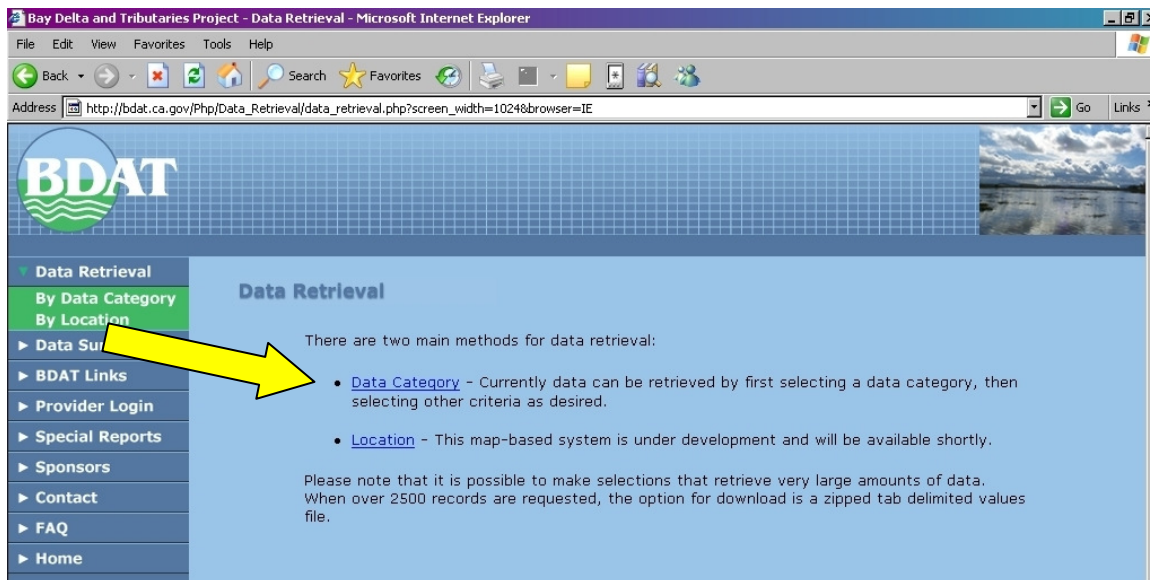 Bay Delta and Tributaries Project - Data Retrieval - Microsoft Internet Explorer
File Edit View Favorites Tools Help
Back Search Favorites
Address http://bdat.ca.gov/Php/Data_Retrieval/data_retrieval.php?screen_width=1024&browser=IE Go Links
BDAT
Data Retrieval
By Data Category
By Location
Data
BDAT Links
Provider Login
Special Reports
Sponsors
Contact
FAQ
Home
Data Retrieval
There are two main methods for data retrieval:
• Data Category - Currently data can be retrieved by first selecting a data category, then
selecting other criteria as desired.
• Location - This map-based system is under development and will be available shortly.
Please note that it is possible to make selections that retrieve very large amounts of data.
When over 2500 records are requested, the option for download is a zipped tab delimited values
file.